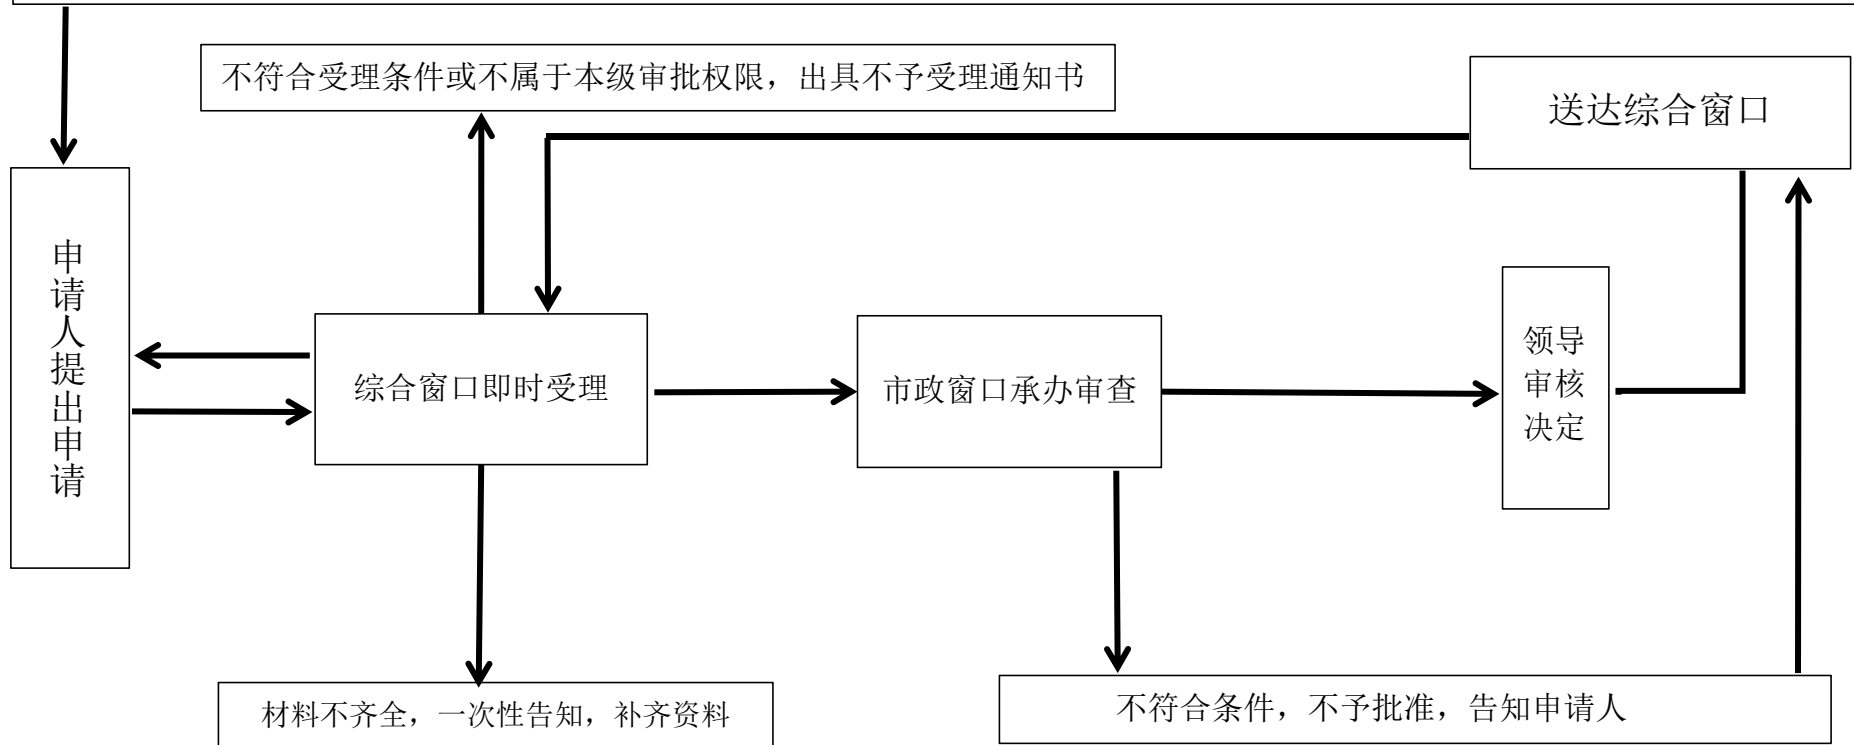 不符合受理条件或不属于本级审批权限，出具不予受理通知书
送达综合窗口
申请人提出申请
综合窗口即时受理
市政窗口承办审查
领导
审核
决定
材料不齐全，一次性告知，补齐资料
不符合条件，不予批准，告知申请人